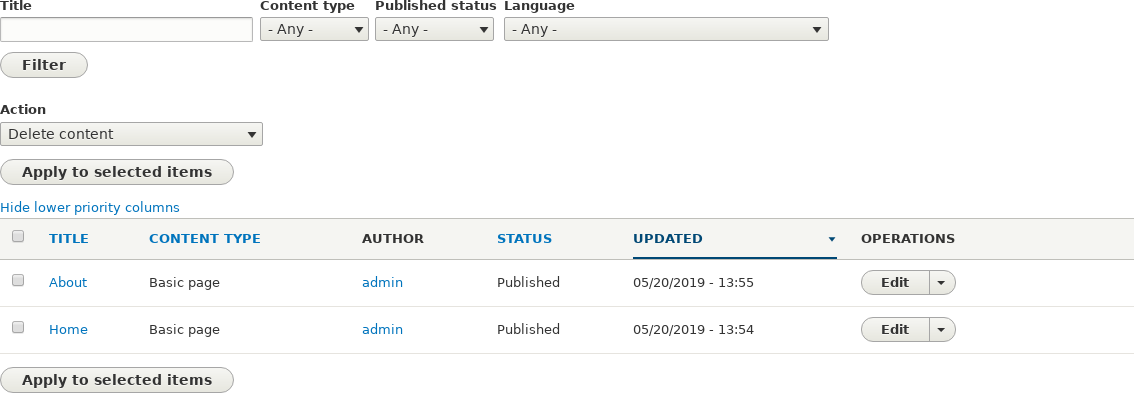 Title Content type Published status Language
- Any - - Any - - Any -
Filter
Action
Delete content
Apply to selected items
Hide lower priority columns
TITLE CONTENT TYPE AUTHOR STATUS UPDATED OPERATIONS
About Basic page admin Published 05/20/2019 - 13:55 Edit
Home Basic page admin Published 05/20/2019 - 13:54 Edit
Apply to selected items